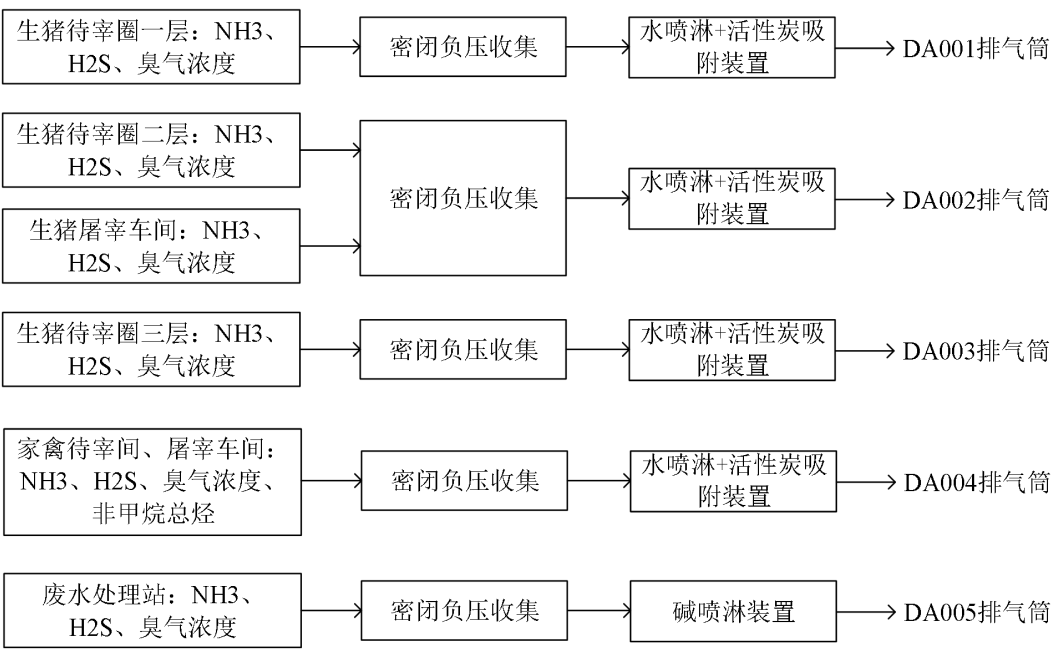 生猪待宰圈一层：NH3、
H2S、臭气浓度
密闭负压收集
水喷淋+活性炭吸
附装置
DA001排气筒
生猪待宰圈二层：NH3、
H2S、臭气浓度
生猪屠宰车间：NH3、
H2S、臭气浓度
密闭负压收集
水喷淋+活性炭吸
附装置
DA002排气筒
生猪待宰圈三层：NH3、
H2S、臭气浓度
密闭负压收集
水喷淋+活性炭吸
附装置
DA003排气筒
家禽待宰间、屠宰车间：
NH3、H2S、臭气浓度、
非甲烷总烃
密闭负压收集
水喷淋+活性炭吸
附装置
DA004排气筒
废水处理站：NH3、
H2S、臭气浓度
密闭负压收集
碱喷淋装置
DA005排气筒